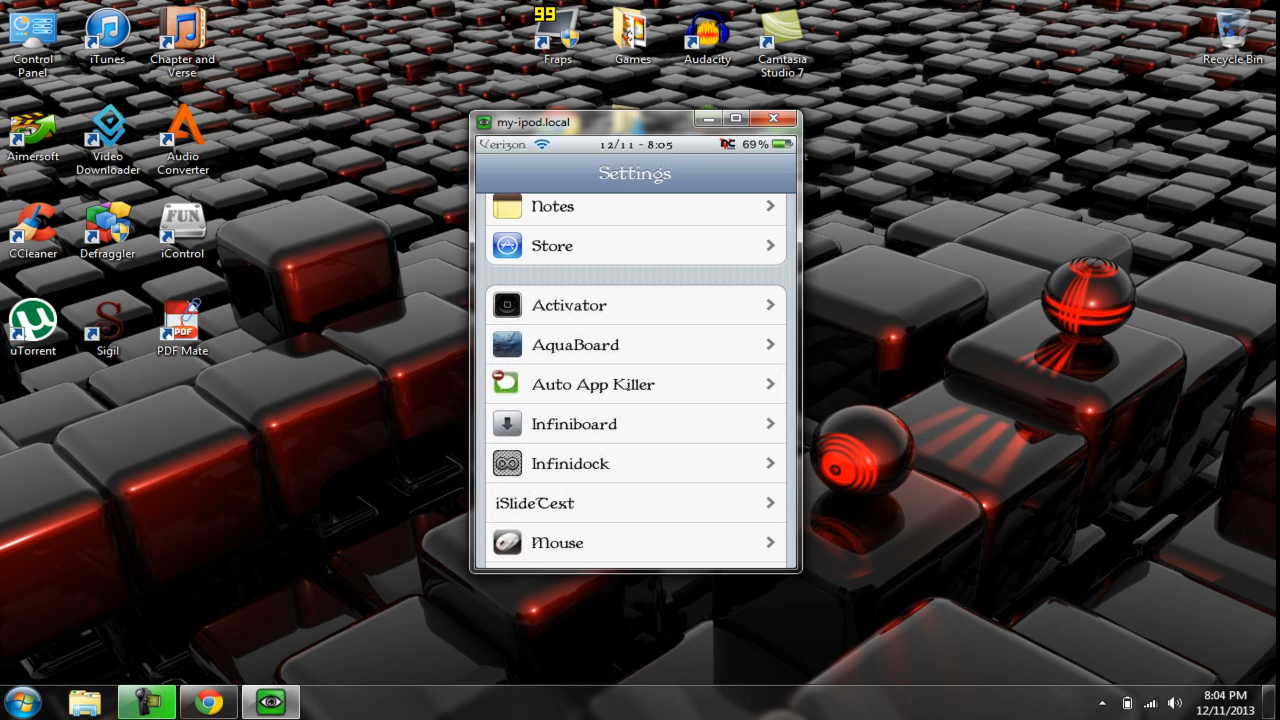 99
Control Panel
iTunes
Chapter and Verse
Fraps
Games
Audacity
Camtasia Studio 7
Recycle Bin
Aimersoft
Video Downloader
Audio Converter
CCleaner
Defraggler
FUN
iControl
uTorrent
Sigil
PDF
PDF Mate
my-ipod.local
Verizon 12/11 - 8:05 69%
Settings
Notes
Store
Activator
AquaBoard
Auto App Killer
Infiniboard
Infinidock
iSlideText
Mouse
8:04 PM
12/11/2013